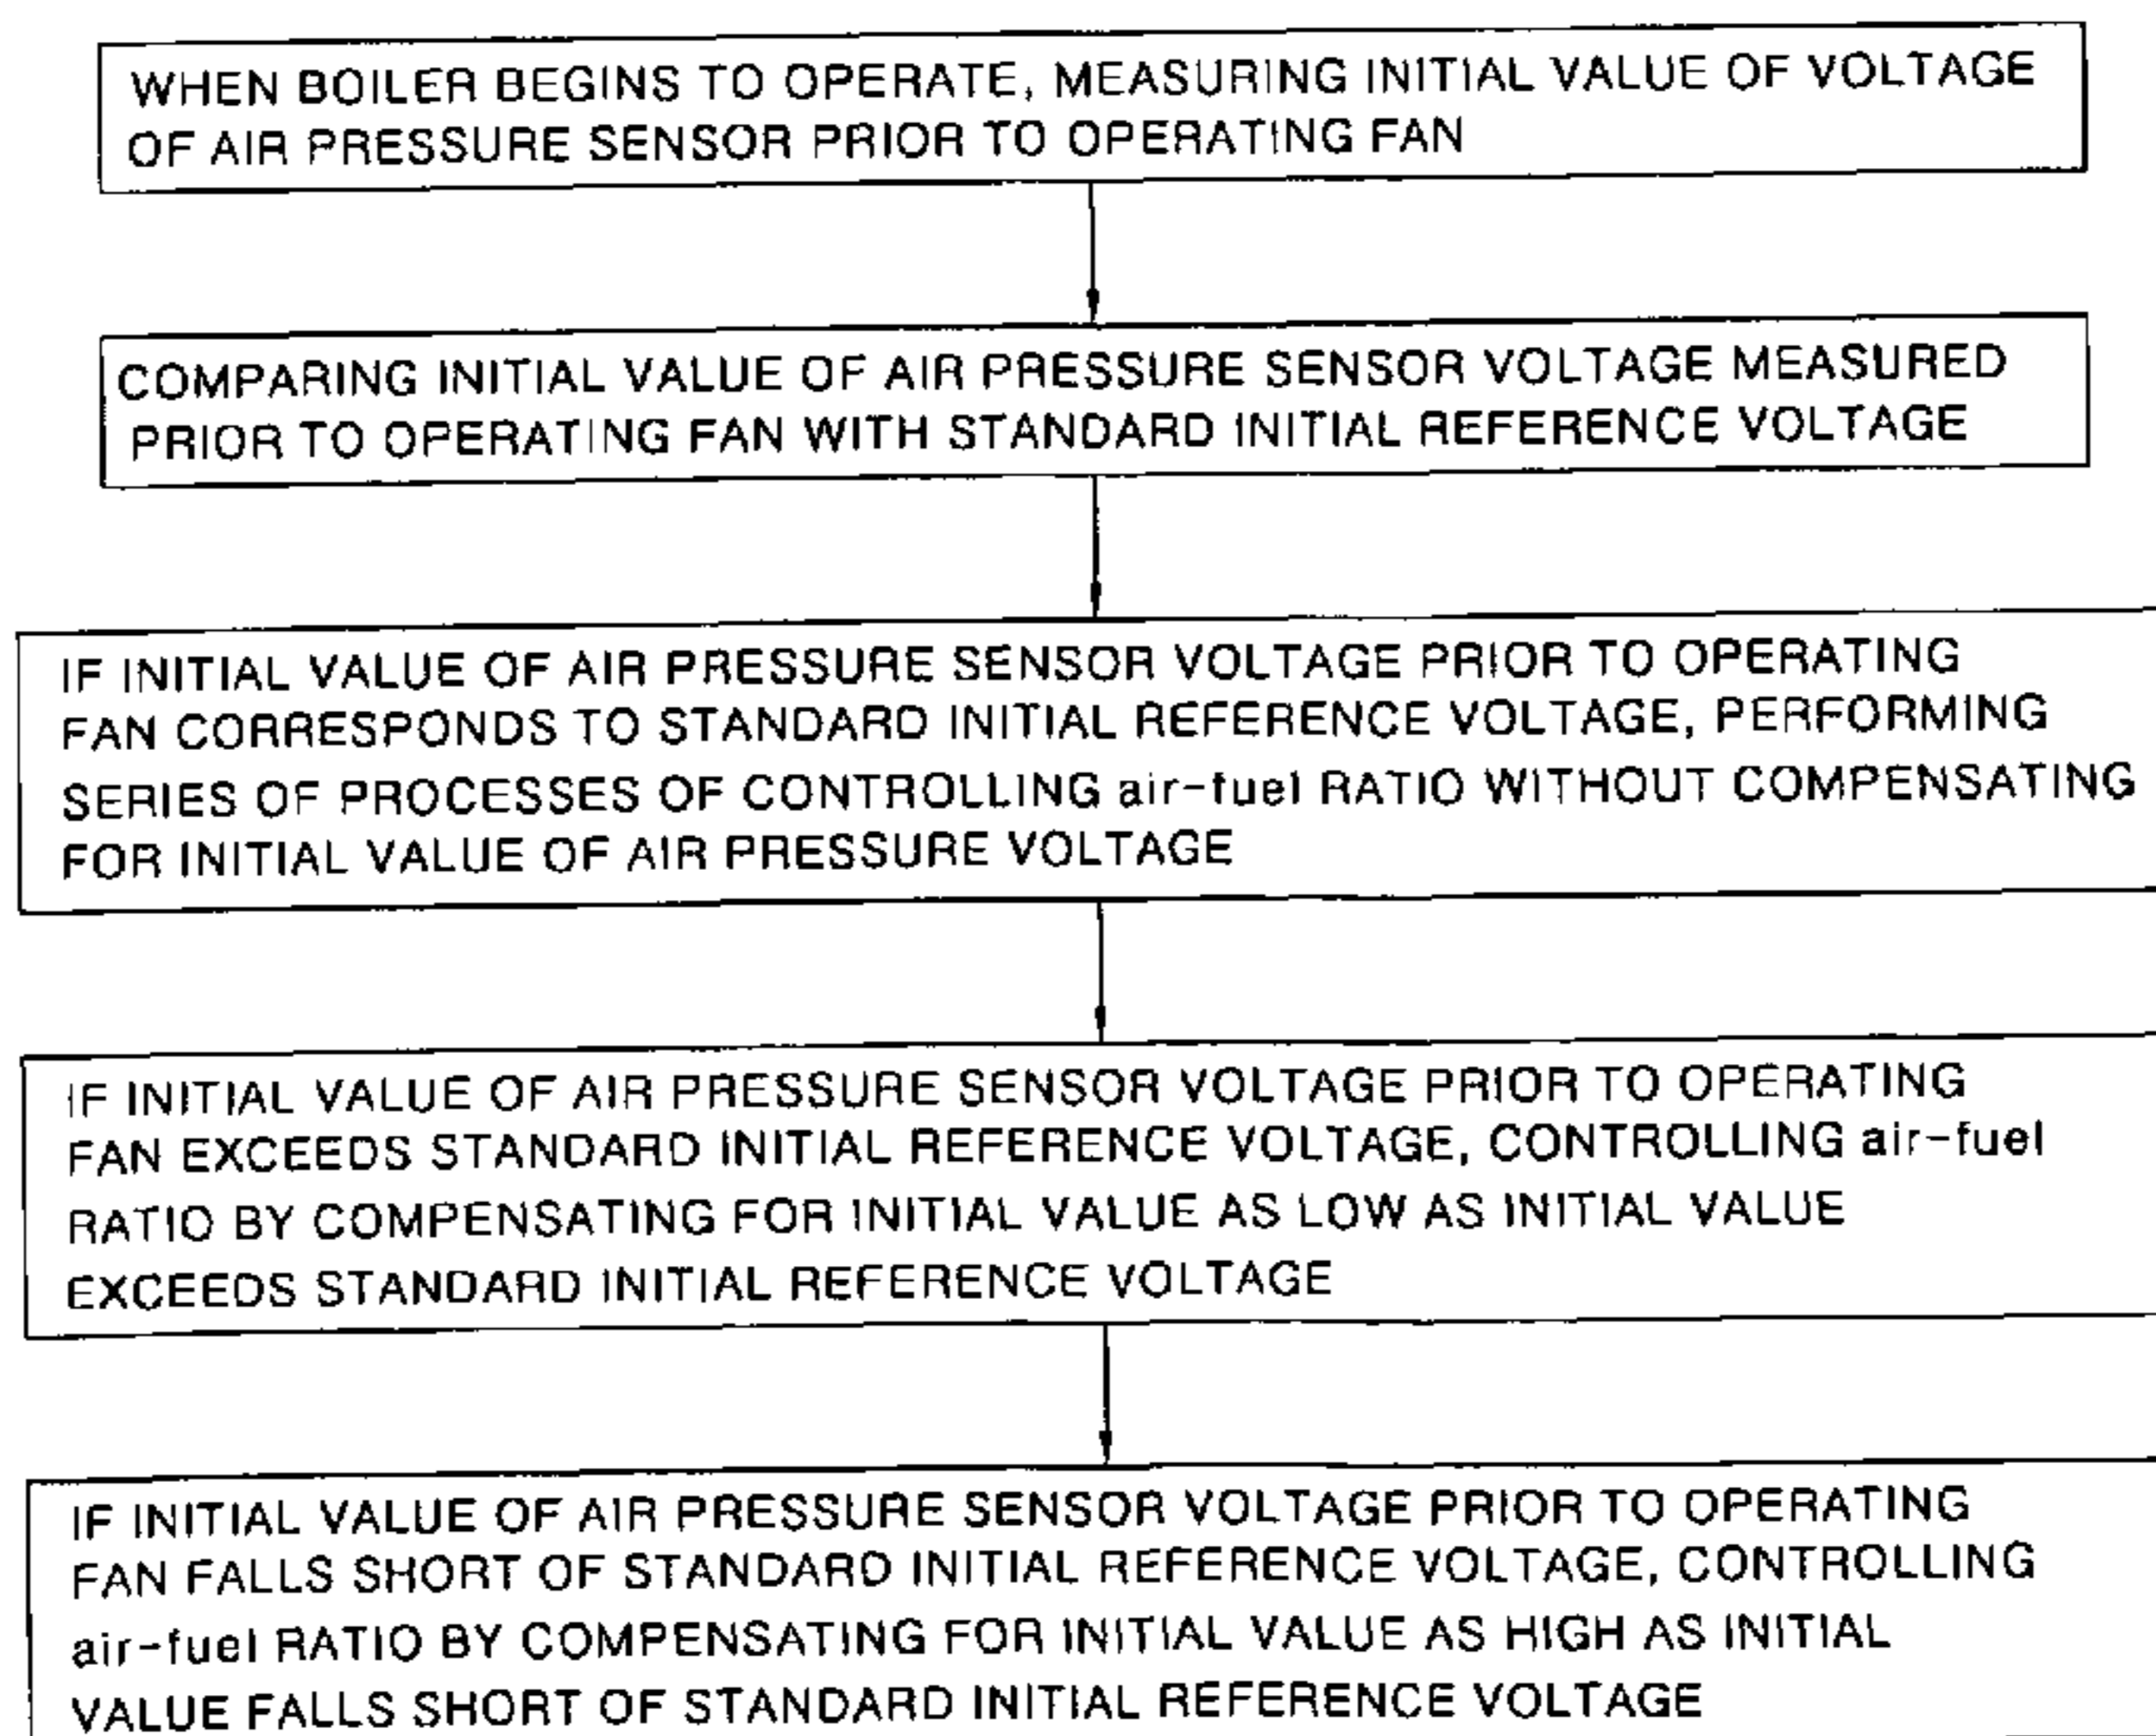 WHEN BOILER BEGINS TO OPERATE, MEASURING INITIAL VALUE OF VOLTAGE
OF AIR PRESSURE SENSOR PRIOR TO OPERATING FAN
COMPARING INITIAL VALUE OF AIR PRESSURE SENSOR VOLTAGE MEASURED
PRIOR TO OPERATING FAN WITH STANDARD INITIAL REFERENCE VOLTAGE
IF INITIAL VALUE OF AIR PRESSURE SENSOR VOLTAGE PRIOR TO OPERATING
FAN CORRESPONDS TO STANDARD INITIAL REFERENCE VOLTAGE, PERFORMING
SERIES OF PROCESSES OF CONTROLLING air-fuel RATIO WITHOUT COMPENSATING
FOR INITIAL VALUE OF AIR PRESSURE VOLTAGE
IF INITIAL VALUE OF AIR PRESSURE SENSOR VOLTAGE PRIOR TO OPERATING
FAN EXCEEDS STANDARD INITIAL REFERENCE VOLTAGE, CONTROLLING air-fuel
RATIO BY COMPENSATING FOR INITIAL VALUE AS LOW AS INITIAL VALUE
EXCEEDS STANDARD INITIAL REFERENCE VOLTAGE
IF INITIAL VALUE OF AIR PRESSURE SENSOR VOLTAGE PRIOR TO OPERATING
FAN FALLS SHORT OF STANDARD INITIAL REFERENCE VOLTAGE, CONTROLLING
air-fuel RATIO BY COMPENSATING FOR INITIAL VALUE AS HIGH AS INITIAL
VALUE FALLS SHORT OF STANDARD INITIAL REFERENCE VOLTAGE